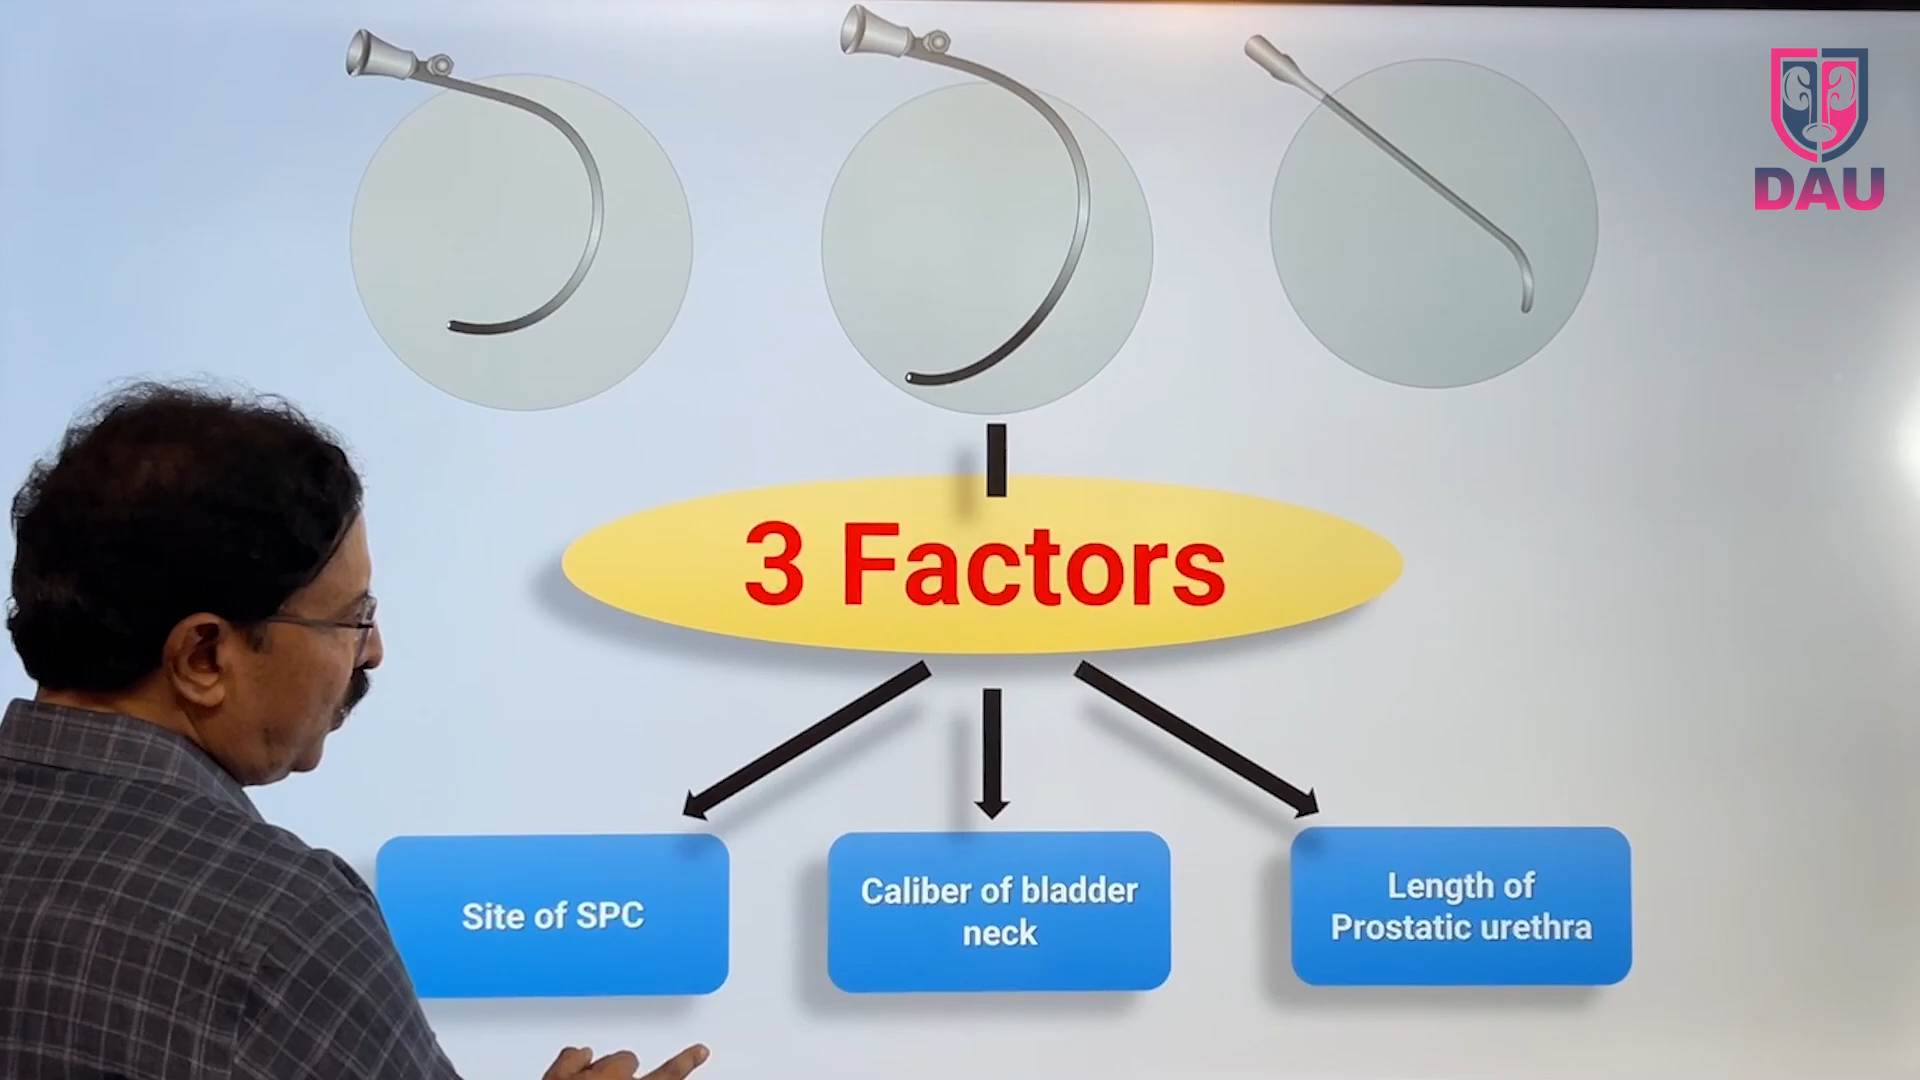 DAU
3 Factors
Site of SPC
Caliber of bladder
neck
Length of
Prostatic urethra